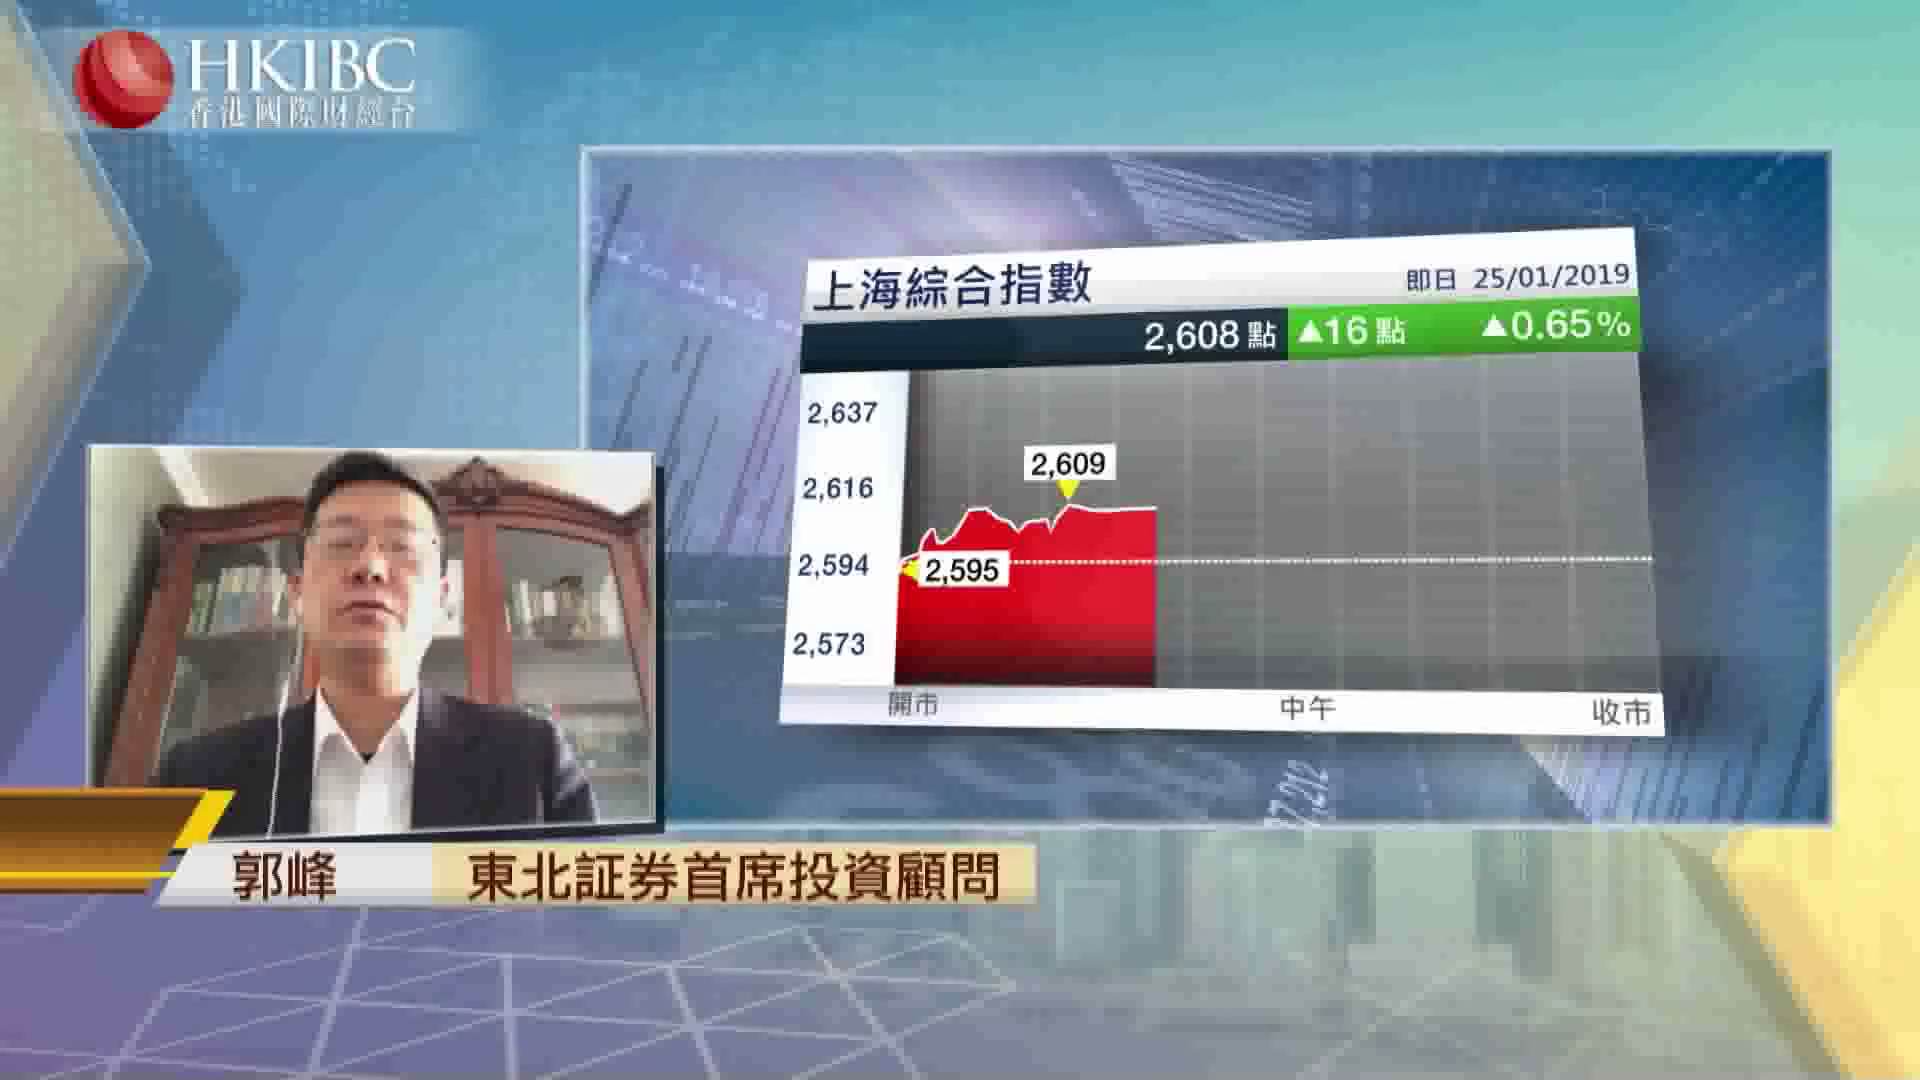 HKIBC
香港國際財經台
上海綜合指數
即日 25/01/2019
2,608 點 ▲16 點 ▲0.65%
2,637
2,609
2,616
2,594
2,595
2,573
開市 中午 收市
郭峰 東北証券首席投資顧問